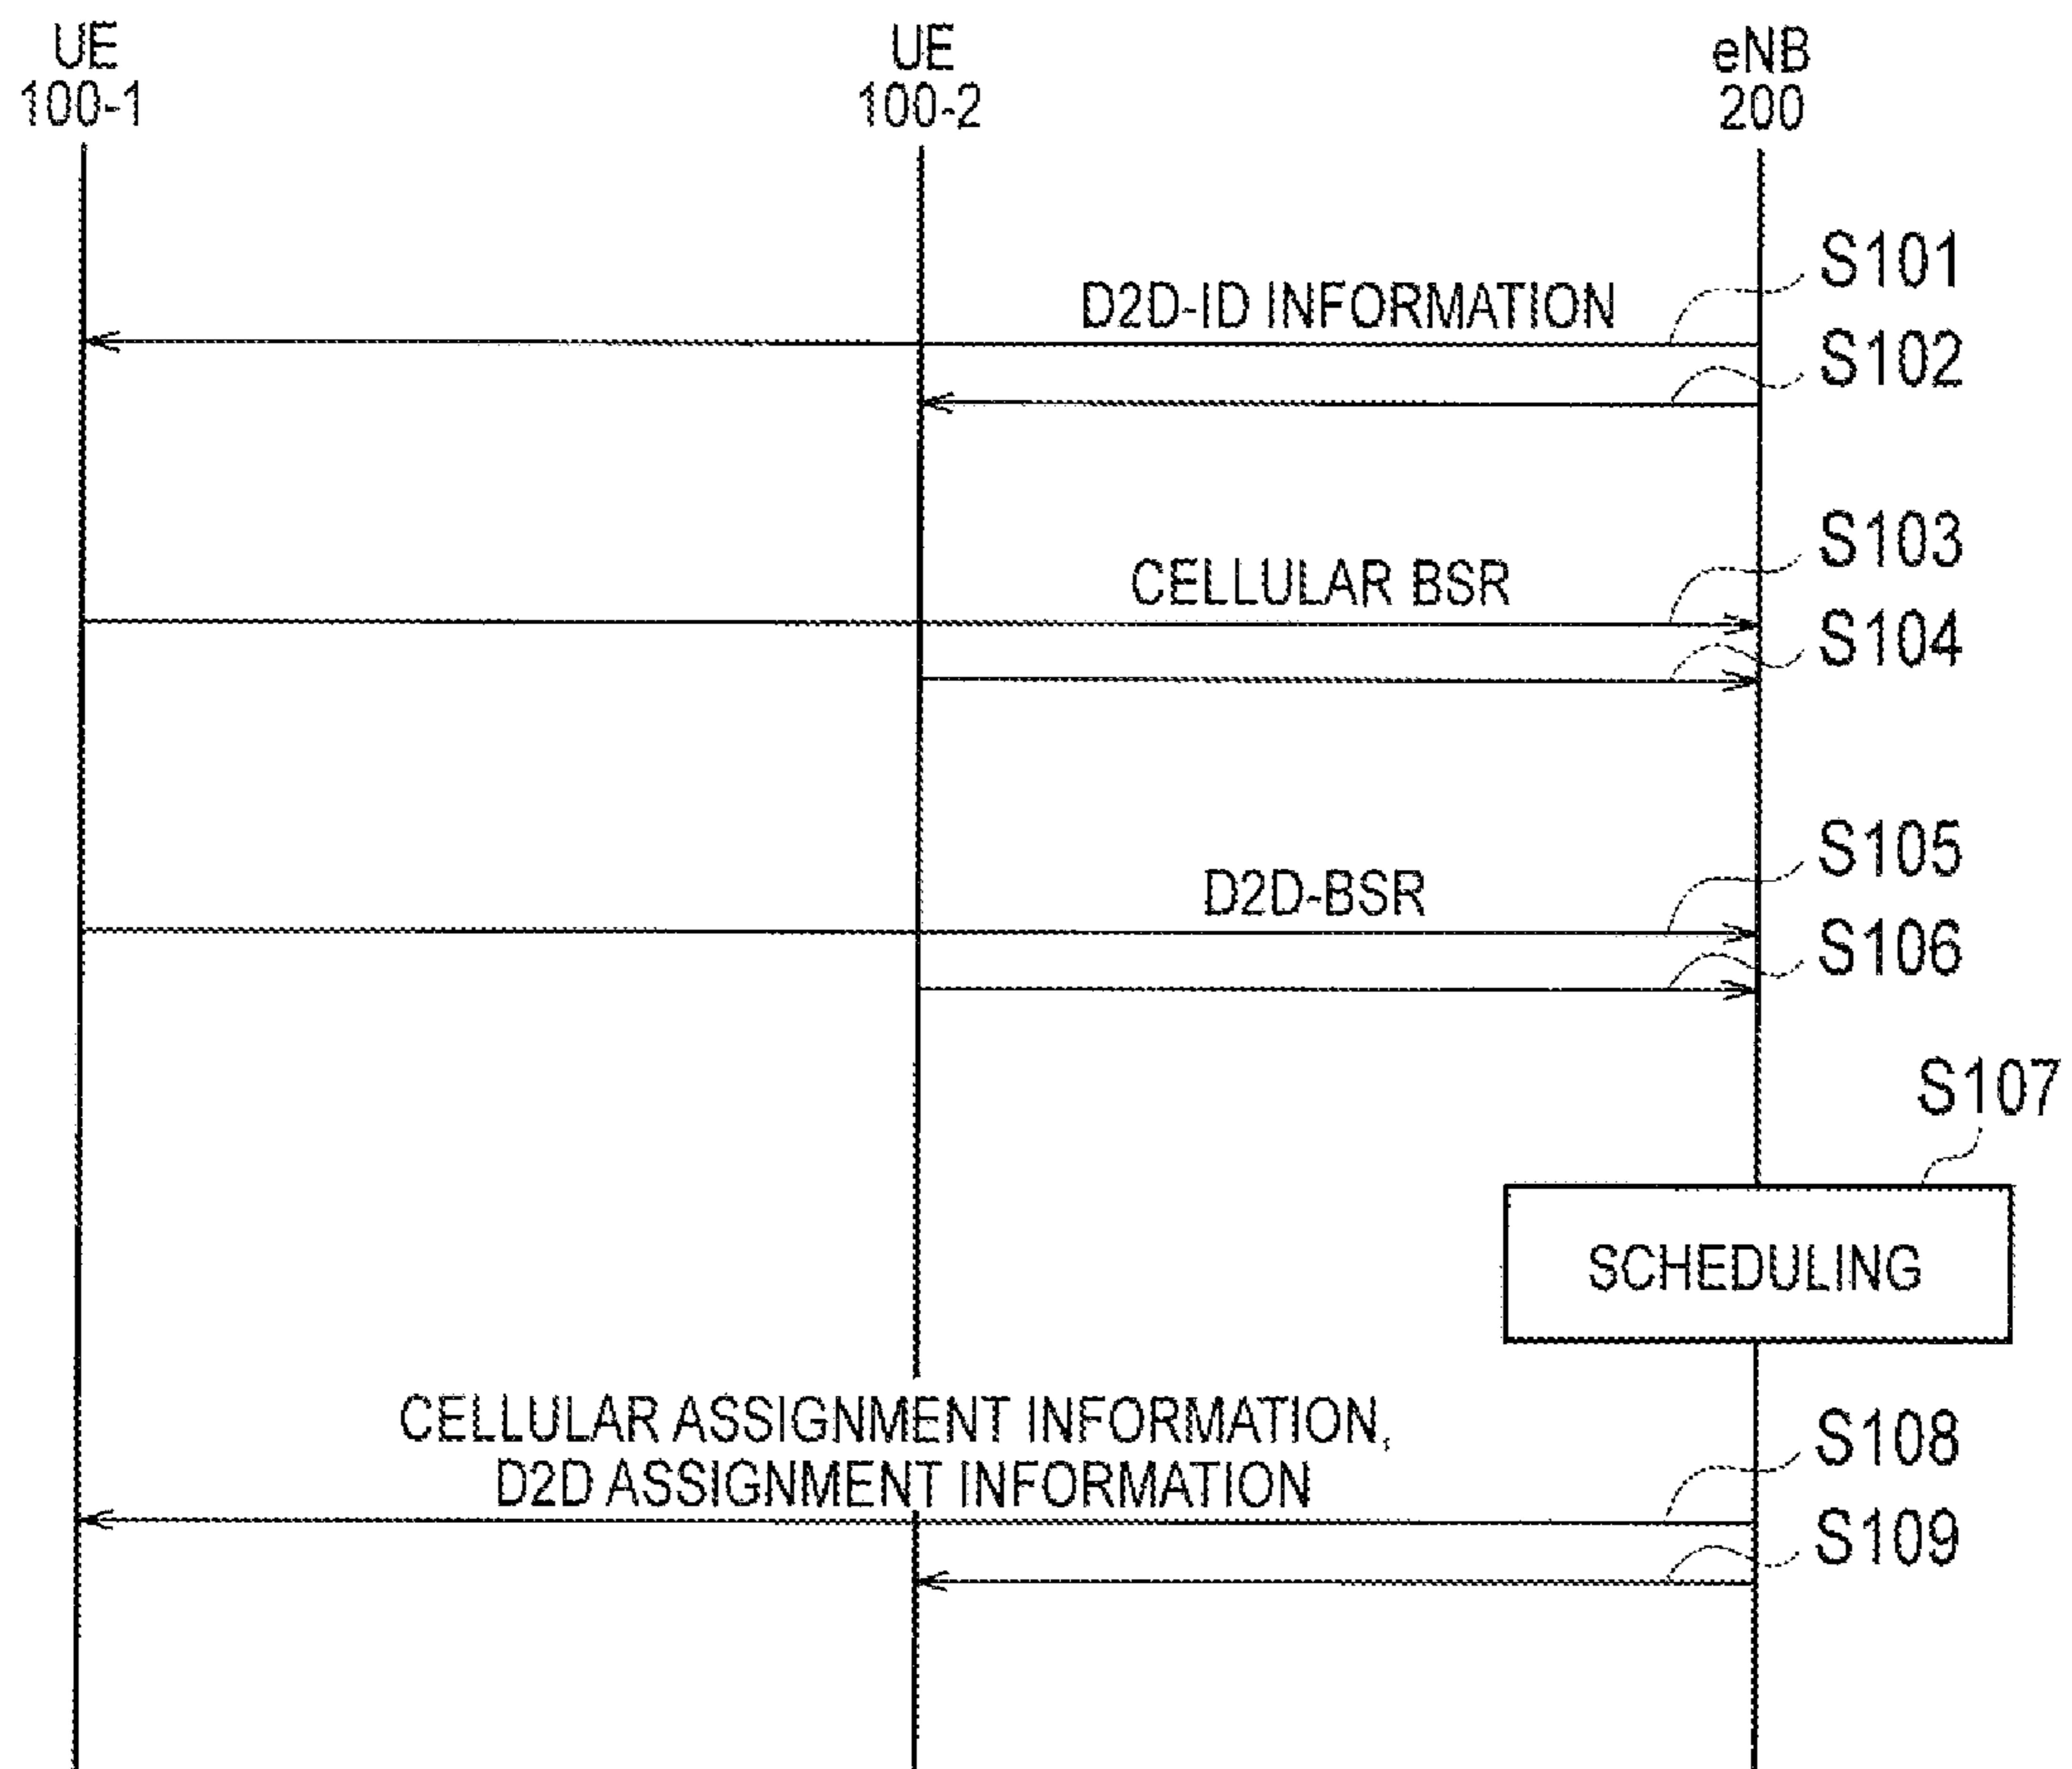 UE
100-1
UE
100-2
eNB
200
S101
D2D-ID INFORMATION
S102
S103
CELLULAR BSR
S104
S105
D2D-BSR
S106
S107
SCHEDULING
CELLULAR ASSIGNMENT INFORMATION,
D2D ASSIGNMENT INFORMATION
S108
S109